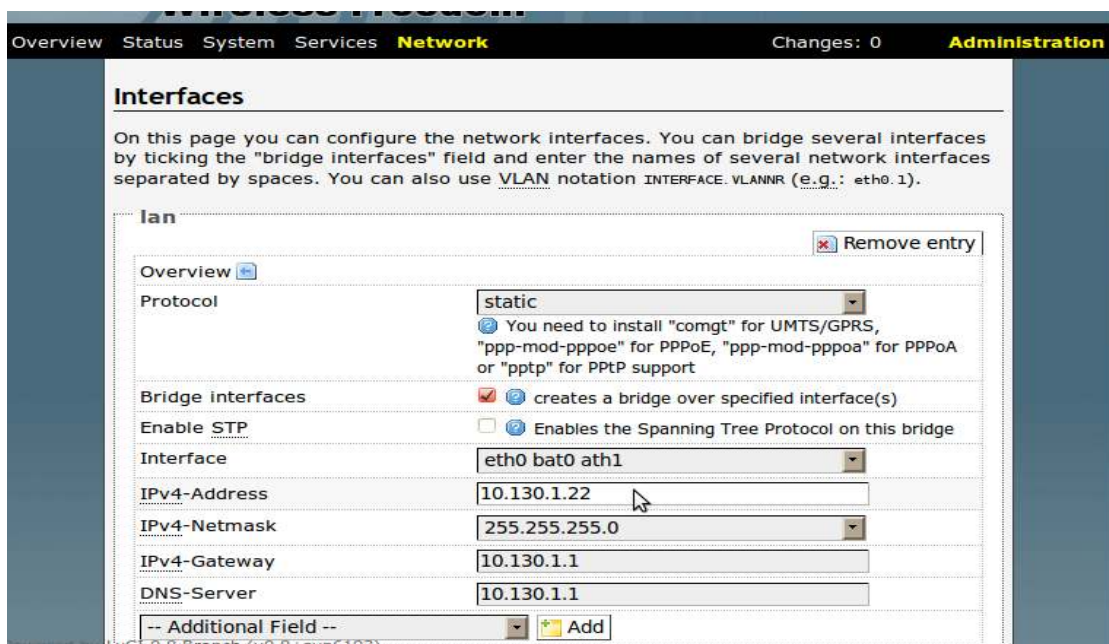 Wireless Freedom
Overview Status System Services Network Changes: 0 Administration
Interfaces
On this page you can configure the network interfaces. You can bridge several interfaces
by ticking the "bridge interfaces" field and enter the names of several network interfaces
separated by spaces. You can also use VLAN notation INTERFACE.VLANNR (e.g.: eth0.1).
lan
Remove entry
Overview
Protocol static
You need to install "comgt" for UMTS/GPRS,
"ppp-mod-pppoe" for PPPoE, "ppp-mod-pppoa" for PPPoA
or "pptp" for PPtP support
Bridge interfaces creates a bridge over specified interface(s)
Enable STP Enables the Spanning Tree Protocol on this bridge
Interface eth0 bat0 ath1
IPv4-Address 10.130.1.22
IPv4-Netmask 255.255.255.0
IPv4-Gateway 10.130.1.1
DNS-Server 10.130.1.1
-- Additional Field -- Add